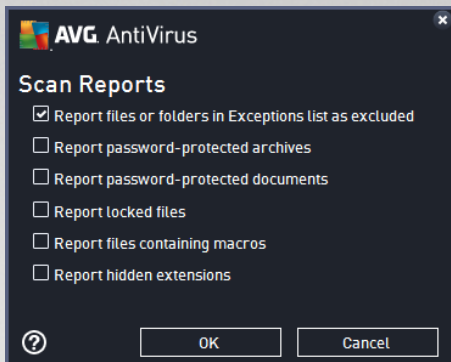 AVG. AntiVirus
Scan Reports
Report files or folders in Exceptions list as excluded
Report password-protected archives
Report password-protected documents
Report locked files
Report files containing macros
Report hidden extensions
? OK Cancel